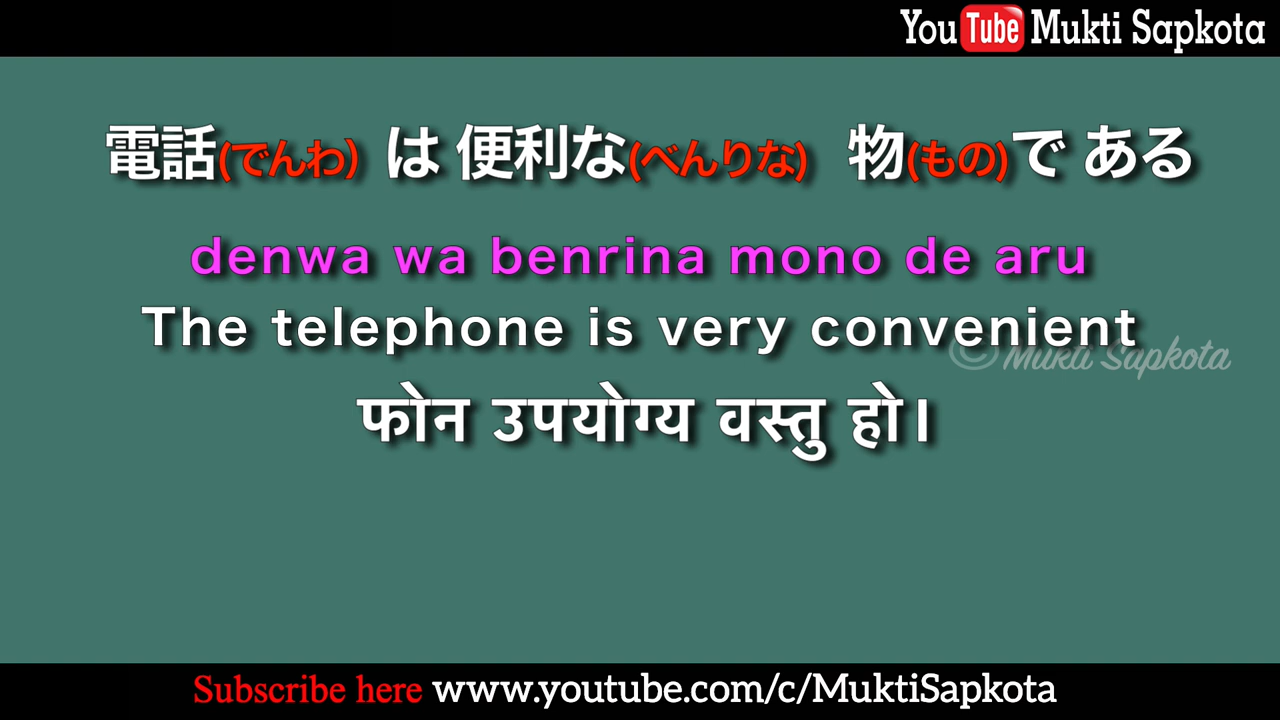 YouTube Mukti Sapkota
電話(でんわ) は 便利な(べんりな) 物(もの)で ある
denwa wa benrina mono de aru
The telephone is very convenient
© Mukti Sapkota
फोन उपयोग्य वस्तु हो।
Subscribe here www.youtube.com/c/MuktiSapkota